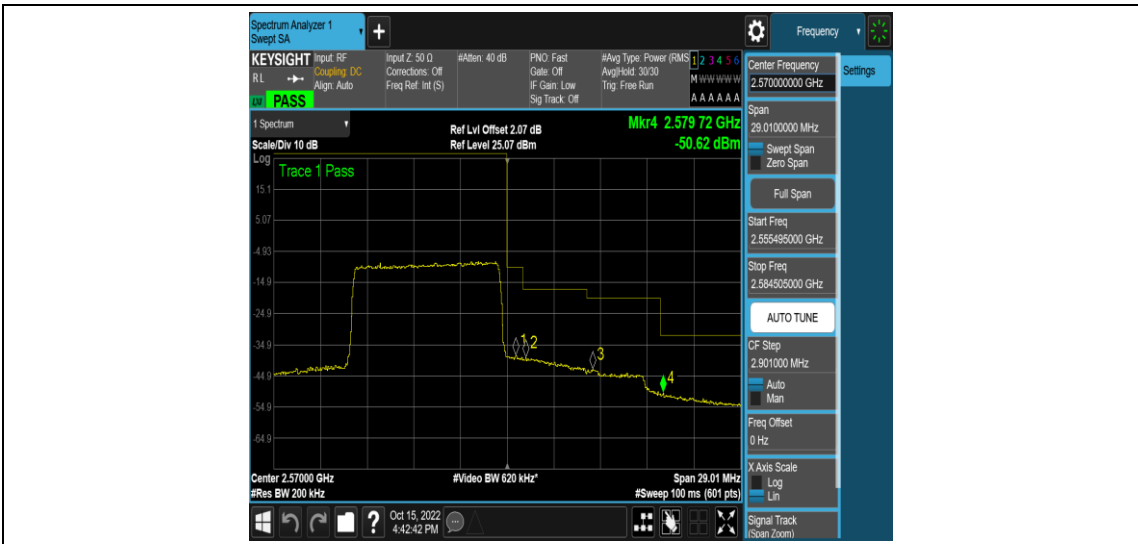 Spectrum Analyzer 1
Swept SA
+
Frequency
KEYSIGHT
RL
LXI
PASS
Input: RF
Coupling: DC
Align: Auto
Input Z: 50 Ω
Corrections: Off
Freq Ref: Int (S)
#Atten: 40 dB
PNO: Fast
Gate: Off
IF Gain: Low
Sig Track: Off
#Avg Type: Power (RMS
Avg|Hold: 30/30
Trig: Free Run
1 2 3 4 5 6
M W W W W W
A A A A A A
1 Spectrum
Scale/Div 10 dB
Ref Lvl Offset 2.07 dB
Ref Level 25.07 dBm
Mkr4 2.579 72 GHz
-50.62 dBm
Log
Trace 1 Pass
15.1
5.07
-4.93
-14.9
-24.9
-34.9
-44.9
-54.9
-64.9
1
2
3
4
Center 2.57000 GHz
#Res BW 200 kHz
#Video BW 620 kHz*
Span 29.01 MHz
#Sweep 100 ms (601 pts)
?
Oct 15, 2022
4:42:42 PM
Center Frequency
2.570000000 GHz
Settings
Span
29.0100000 MHz
Swept Span
Zero Span
Full Span
Start Freq
2.555495000 GHz
Stop Freq
2.584505000 GHz
AUTO TUNE
CF Step
2.901000 MHz
Auto
Man
Freq Offset
0 Hz
X Axis Scale
Log
Lin
Signal Track
(Span Zoom)